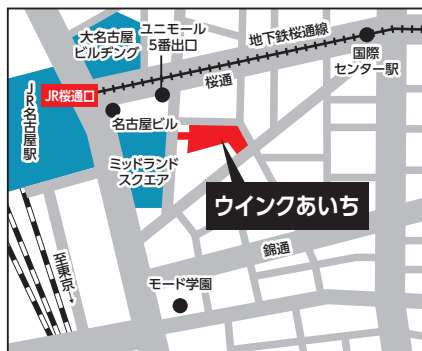 大名古屋
ビルヂング
ユニモール
5番出口
地下鉄桜通線
国際
センター駅
桜通
JR名古屋駅
JR桜通口
名古屋ビル
ミッドランド
スクエア
ウインクあいち
錦通
至東京→
モード学園